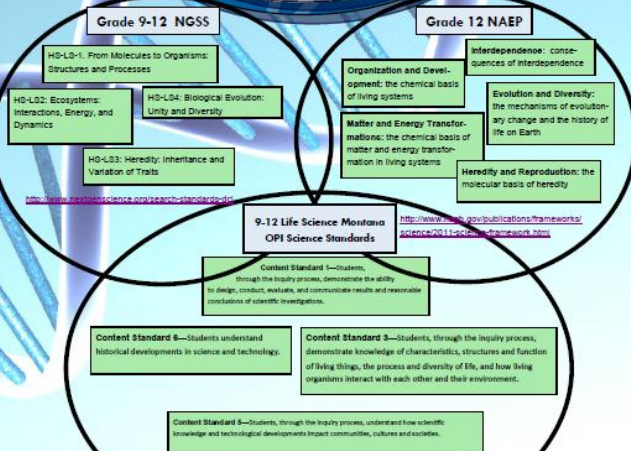 Grade 9-12 NGSS
HS-LS-1. From Molecules to Organisms:
Structures and Processes
HS-LS2: Ecosystems:
Interactions, Energy, and
Dynamics
HS-LS4: Biological Evolution:
Unity and Diversity
HS-LS3: Heredity: Inheritance and
Variation of Traits
http://www.nextgenscience.org/search-standards-dci
Grade 12 NAEP
Interdependence: conse-
quences of interdependence
Organization and Devel-
opment: the chemical basis
of living systems
Evolution and Diversity:
the mechanisms of evolution-
ary change and the history of
life on Earth
Matter and Energy Transfor-
mations: the chemical basis of
matter and energy transfor-
mation in living systems
Heredity and Reproduction: the
molecular basis of heredity
http://www.nagb.gov/publications/frameworks/
science/2011-science-framework.html
9-12 Life Science Montana
OPI Science Standards
Content Standard 1—Students,
through the inquiry process, demonstrate the ability
to design, conduct, evaluate, and communicate results and reasonable
conclusions of scientific investigations.
Content Standard 6—Students understand
historical developments in science and technology.
Content Standard 3—Students, through the inquiry process,
demonstrate knowledge of characteristics, structures and function
of living things, the process and diversity of life, and how living
organisms interact with each other and their environment.
Content Standard 5—Students, through the inquiry process, understand how scientific
knowledge and technological developments impact communities, cultures and societies.